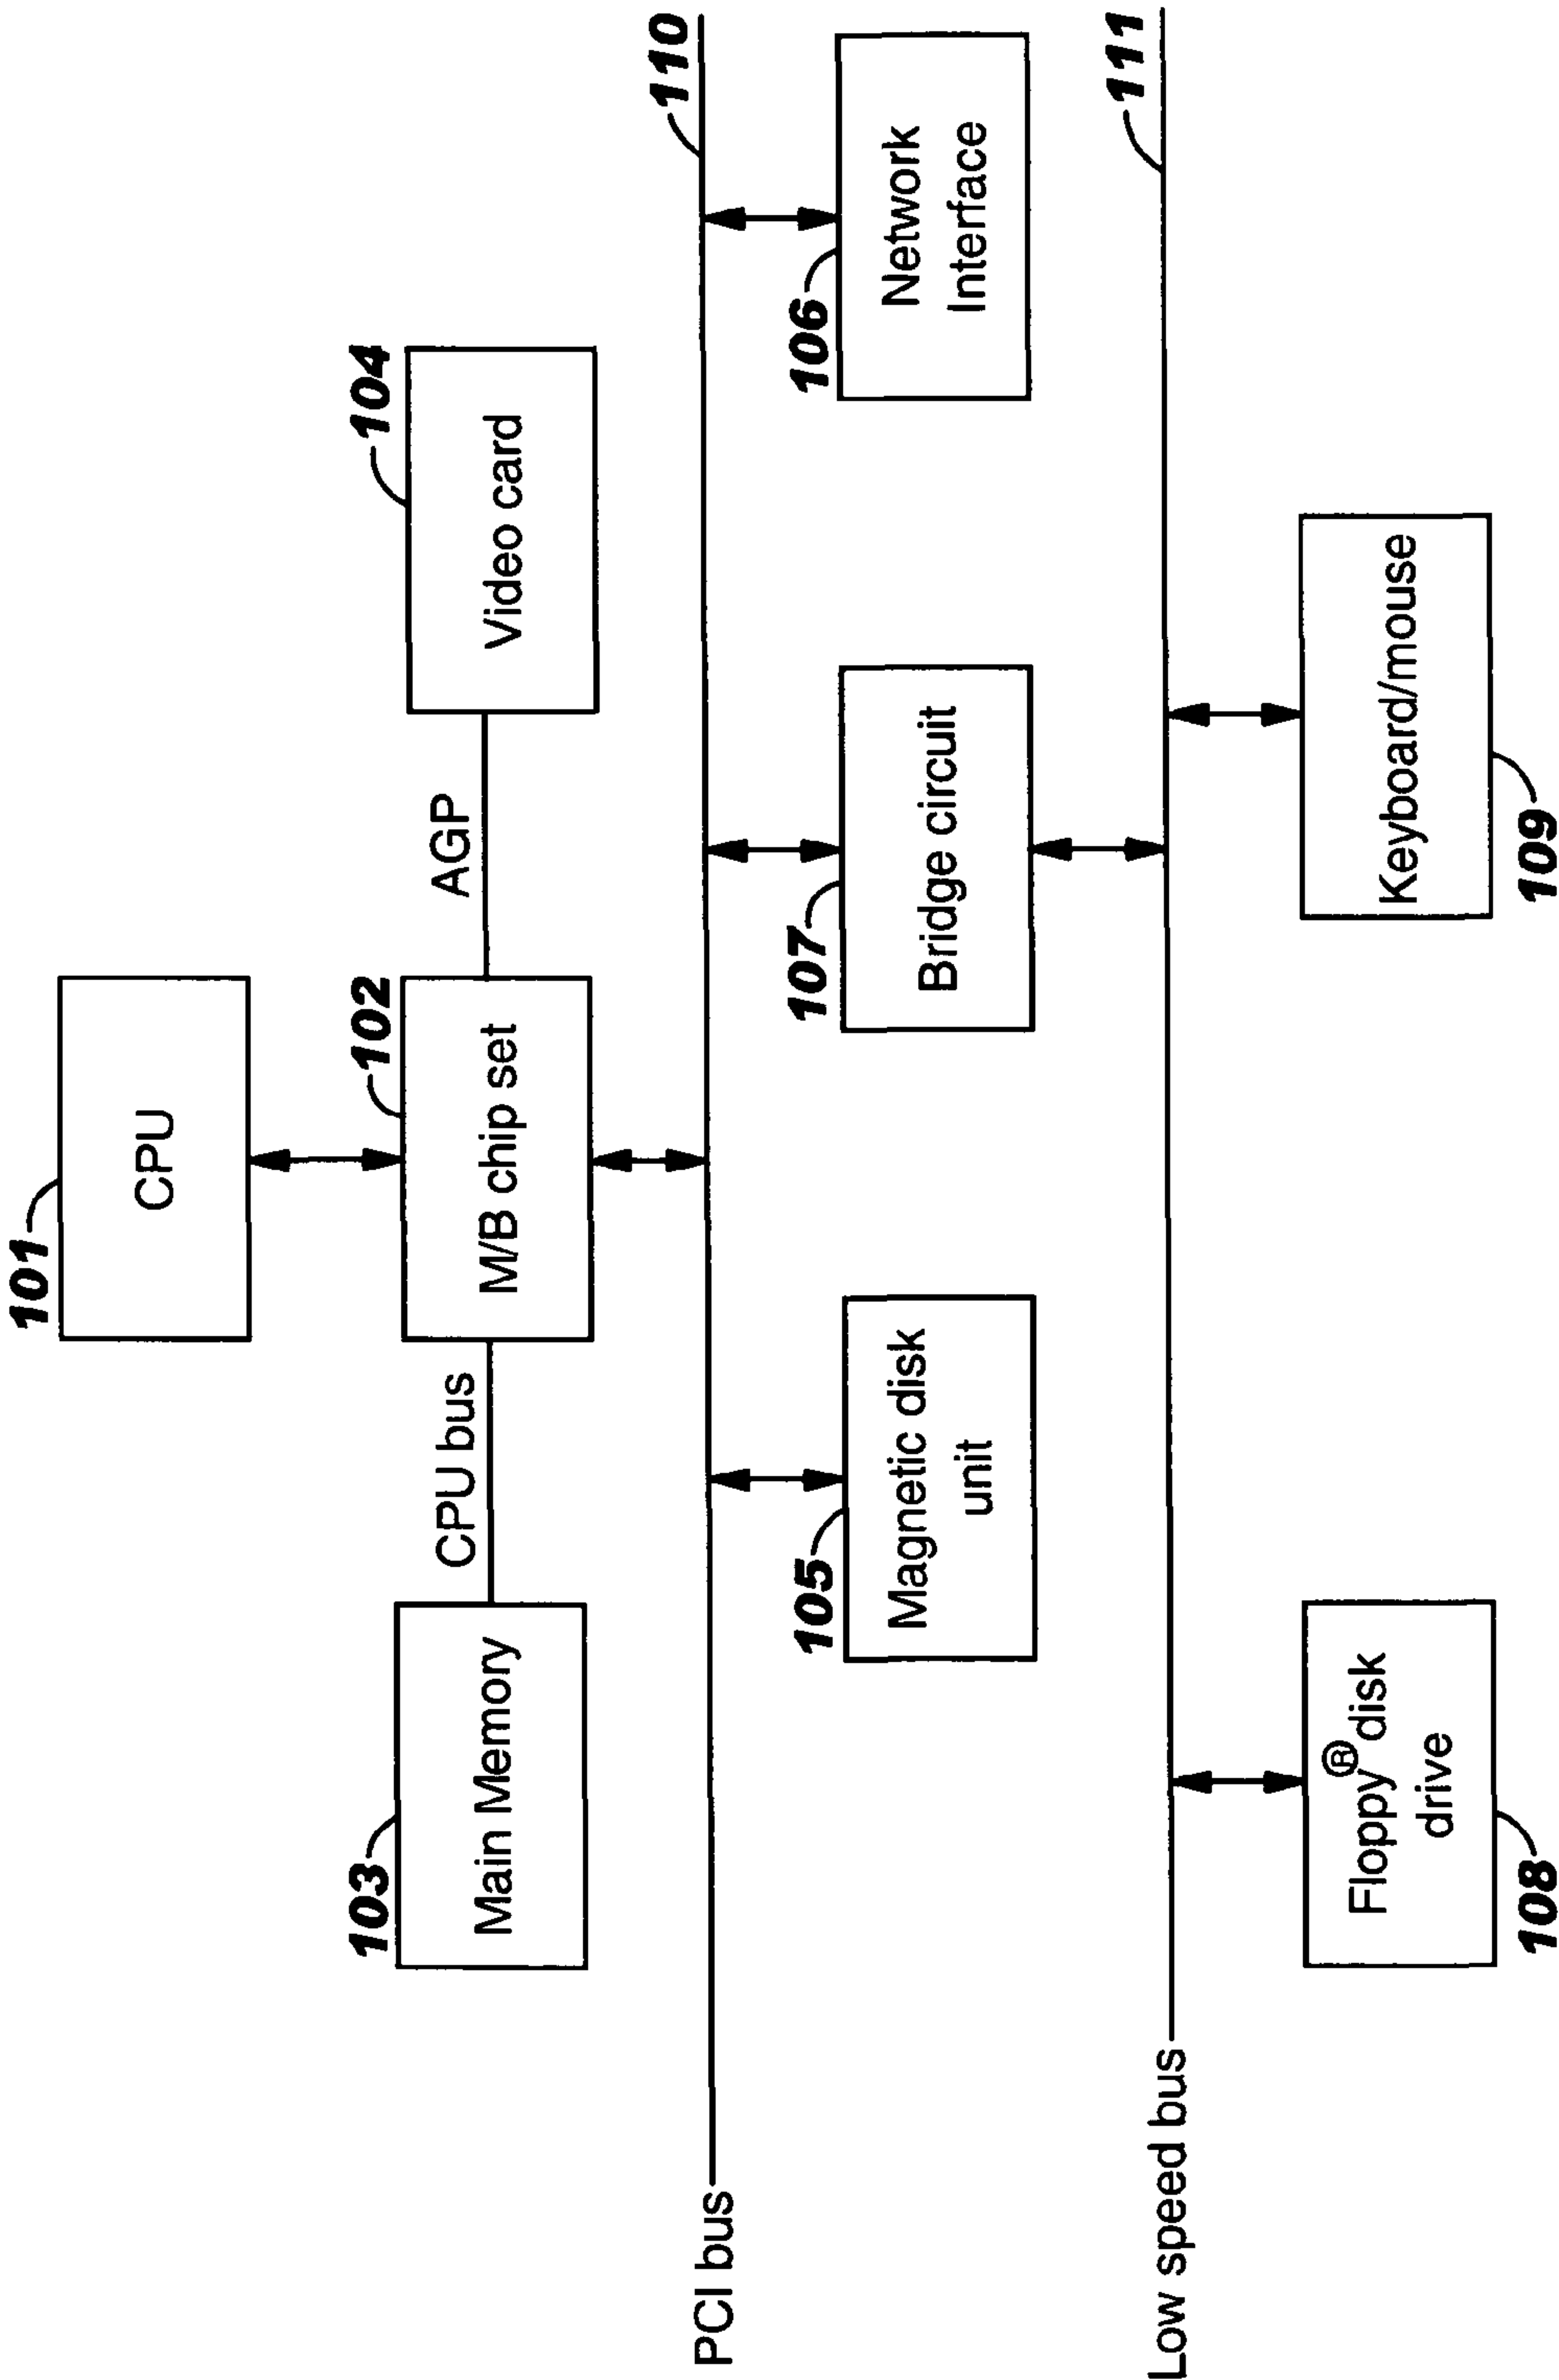 101
CPU
103
102
104
Main Memory
CPU bus
M/B chip set
AGP
Video card
PCI bus
110
105
107
106
Magnetic disk
unit
Bridge circuit
Network
Interface
Low speed bus
111
Floppy® disk
drive
Keyboard/mouse
108
109